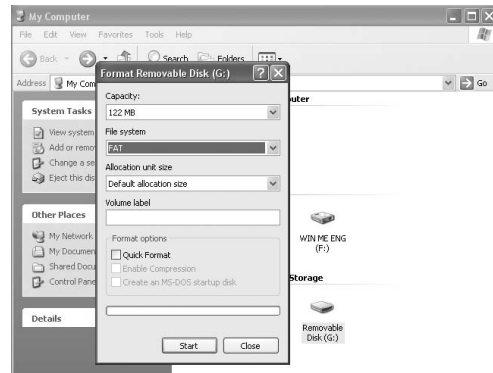 My Computer
File Edit View Favorites Tools Help
Back Search Folders
Address My Com Go
Format Removable Disk (G:)
Capacity:
122 MB
File system
FAT
Allocation unit size
Default allocation size
Volume label
Format options
Quick Format
Enable Compression
Create an MS-DOS startup disk
Start Close
System Tasks
View system
Add or remov
Change a se
Eject this dis
Other Places
My Network
My Documen
Shared Docu
Control Pane
Details
uter
WIN ME ENG
(F:)
Storage
Removable
Disk (G:)